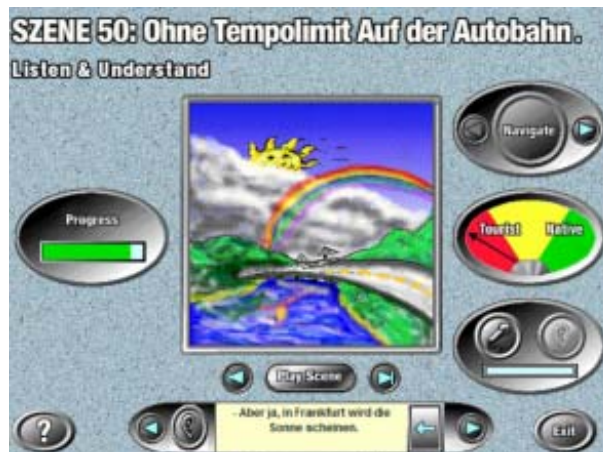 SZENE 50: Ohne Tempolimit Auf der Autobahn.
Listen & Understand
Navigate
Progress
Tourist
Native
Play Scene
- Aber ja, in Frankfurt wird die
Sonne scheinen.
?
Exit